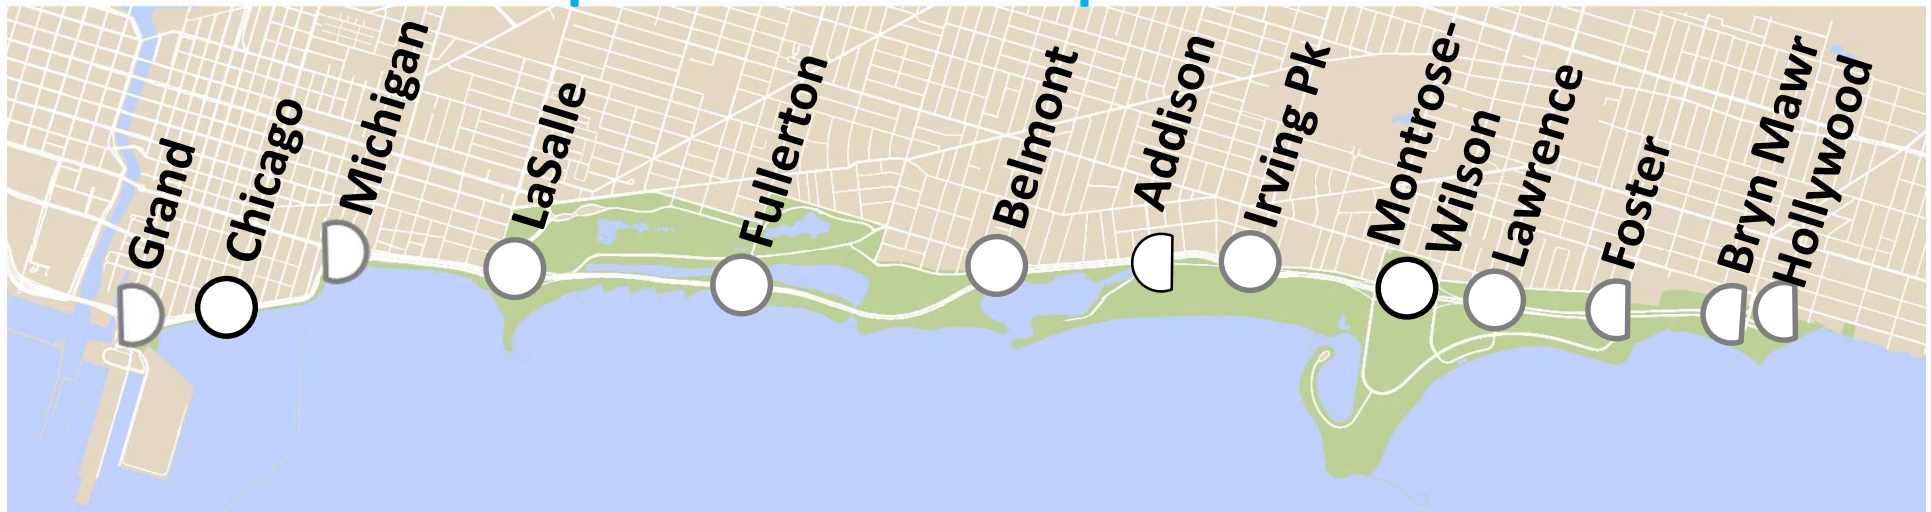 Grand
Chicago
Michigan
LaSalle
Fullerton
Belmont
Addison
Irving Pk
Montrose-
Wilson
Lawrence
Foster
Bryn Mawr
Hollywood